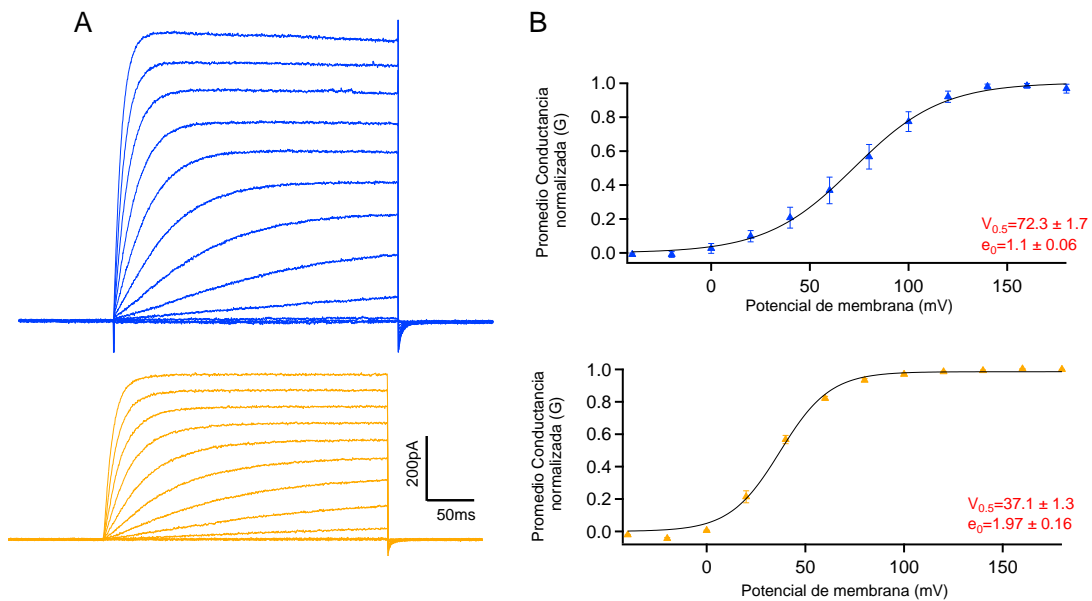 A
200pA
50ms
B
Promedio Conductancia
normalizada (G)
1.0
0.8
0.6
0.4
0.2
0.0
0
50
100
150
Potencial de membrana (mV)
V0.5=72.3 ± 1.7
e0=1.1 ± 0.06
Promedio Conductancia
normalizada (G)
1.0
0.8
0.6
0.4
0.2
0.0
0
50
100
150
Potencial de membrana (mV)
V0.5=37.1 ± 1.3
e0=1.97 ± 0.16